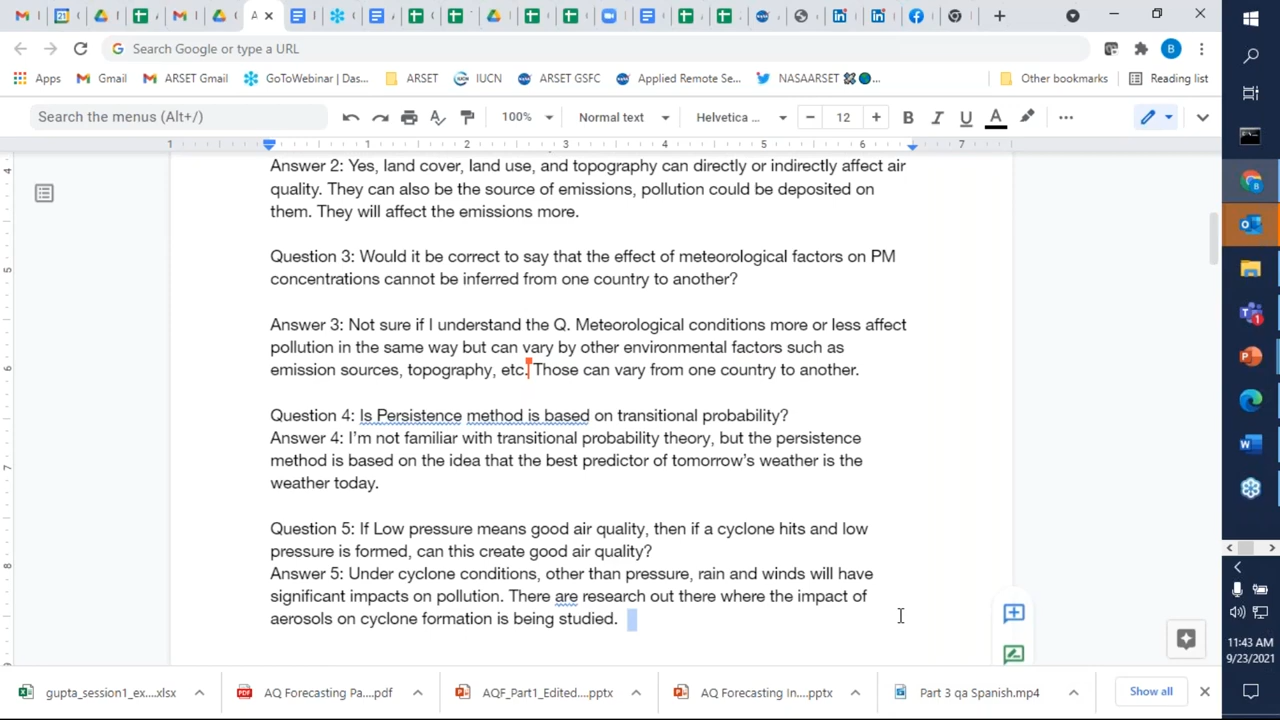 A
Search Google or type a URL
B
Apps
Gmail
ARSET Gmail
GoToWebinar | Das...
ARSET
IUCN
ARSET GSFC
Applied Remote Se...
NASAARSET
Other bookmarks
Reading list
Search the menus (Alt+/)
100%
Normal text
Helvetica ...
12
B I U A
1 1 2 3 4 5 6 7
Answer 2: Yes, land cover, land use, and topography can directly or indirectly affect air
quality. They can also be the source of emissions, pollution could be deposited on
them. They will affect the emissions more.
Question 3: Would it be correct to say that the effect of meteorological factors on PM
concentrations cannot be inferred from one country to another?
Answer 3: Not sure if I understand the Q. Meteorological conditions more or less affect
pollution in the same way but can vary by other environmental factors such as
emission sources, topography, etc. Those can vary from one country to another.
Question 4: Is Persistence method is based on transitional probability?
Answer 4: I'm not familiar with transitional probability theory, but the persistence
method is based on the idea that the best predictor of tomorrow's weather is the
weather today.
Question 5: If Low pressure means good air quality, then if a cyclone hits and low
pressure is formed, can this create good air quality?
Answer 5: Under cyclone conditions, other than pressure, rain and winds will have
significant impacts on pollution. There are research out there where the impact of
aerosols on cyclone formation is being studied.
4
5
6
7
8
gupta_session1_ex....xlsx
AQ Forecasting Pa....pdf
AQF_Part1_Edited....pptx
AQ Forecasting In....pptx
Part 3 qa Spanish.mp4
Show all
11:43 AM
9/23/2021